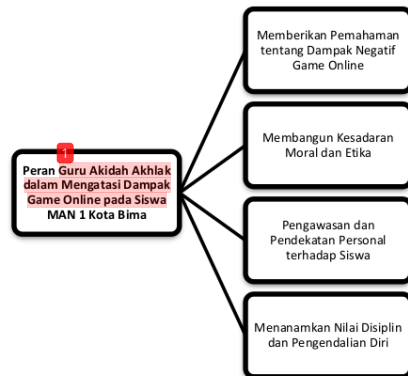 1
Peran Guru Akidah Akhlak
dalam Mengatasi Dampak
Game Online pada Siswa
MAN 1 Kota Bima
Memberikan Pemahaman
tentang Dampak Negatif
Game Online
Membangun Kesadaran
Moral dan Etika
Pengawasan dan
Pendekatan Personal
terhadap Siswa
Menanamkan Nilai Disiplin
dan Pengendalian Diri